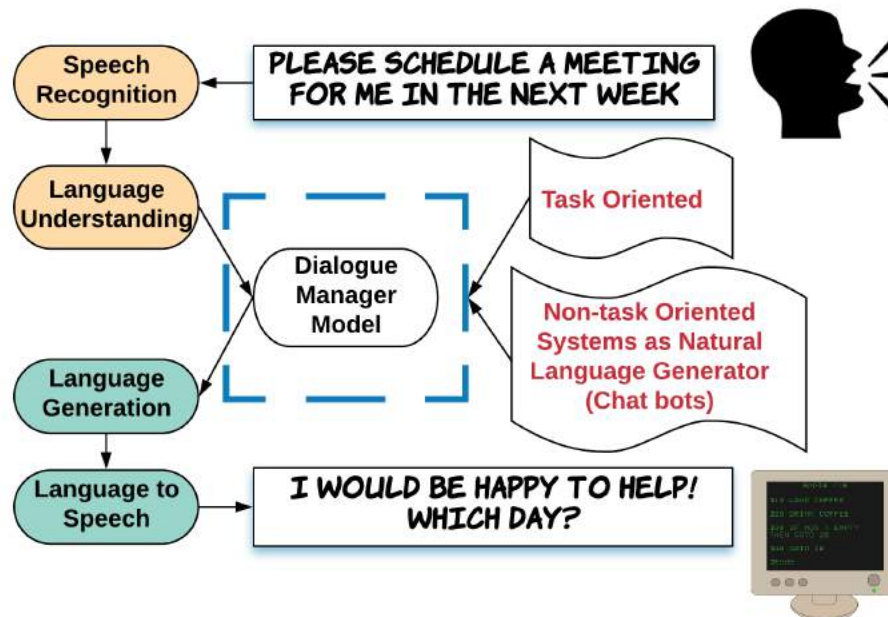 Speech
Recognition
PLEASE SCHEDULE A MEETING
FOR ME IN THE NEXT WEEK
Language
Understanding
Task Oriented
Dialogue
Manager
Model
Non-task Oriented
Systems as Natural
Language Generator
(Chat bots)
Language
Generation
Language to
Speech
I WOULD BE HAPPY TO HELP!
WHICH DAY?